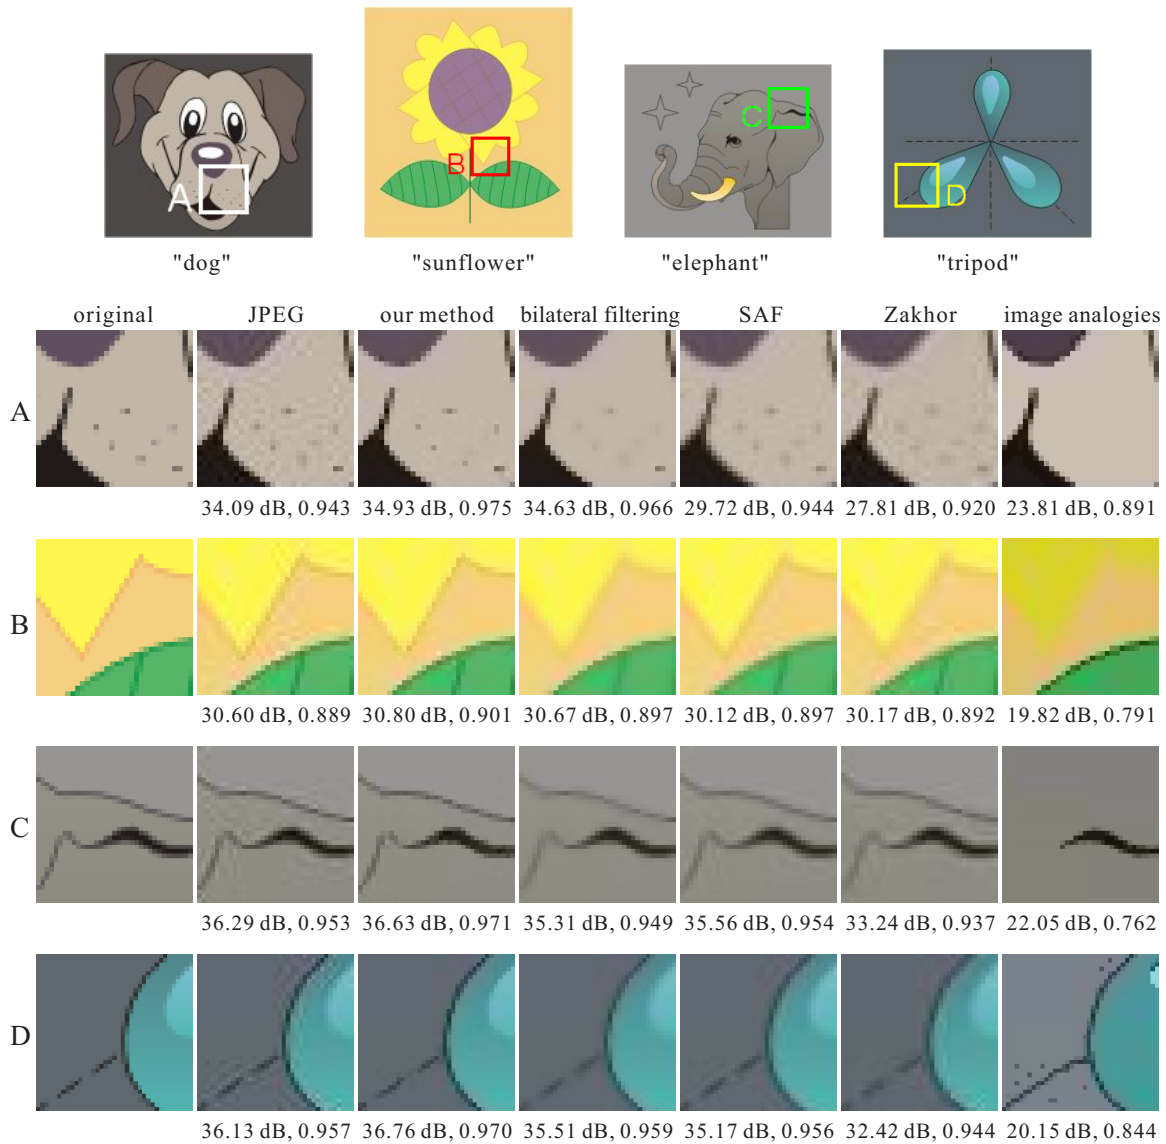 A
B
C
D
"dog" "sunflower" "elephant" "tripod"
original JPEG our method bilateral filtering SAF Zakhor image analogies
A
34.09 dB, 0.943 34.93 dB, 0.975 34.63 dB, 0.966 29.72 dB, 0.944 27.81 dB, 0.920 23.81 dB, 0.891
B
30.60 dB, 0.889 30.80 dB, 0.901 30.67 dB, 0.897 30.12 dB, 0.897 30.17 dB, 0.892 19.82 dB, 0.791
C
36.29 dB, 0.953 36.63 dB, 0.971 35.31 dB, 0.949 35.56 dB, 0.954 33.24 dB, 0.937 22.05 dB, 0.762
D
36.13 dB, 0.957 36.76 dB, 0.970 35.51 dB, 0.959 35.17 dB, 0.956 32.42 dB, 0.944 20.15 dB, 0.844